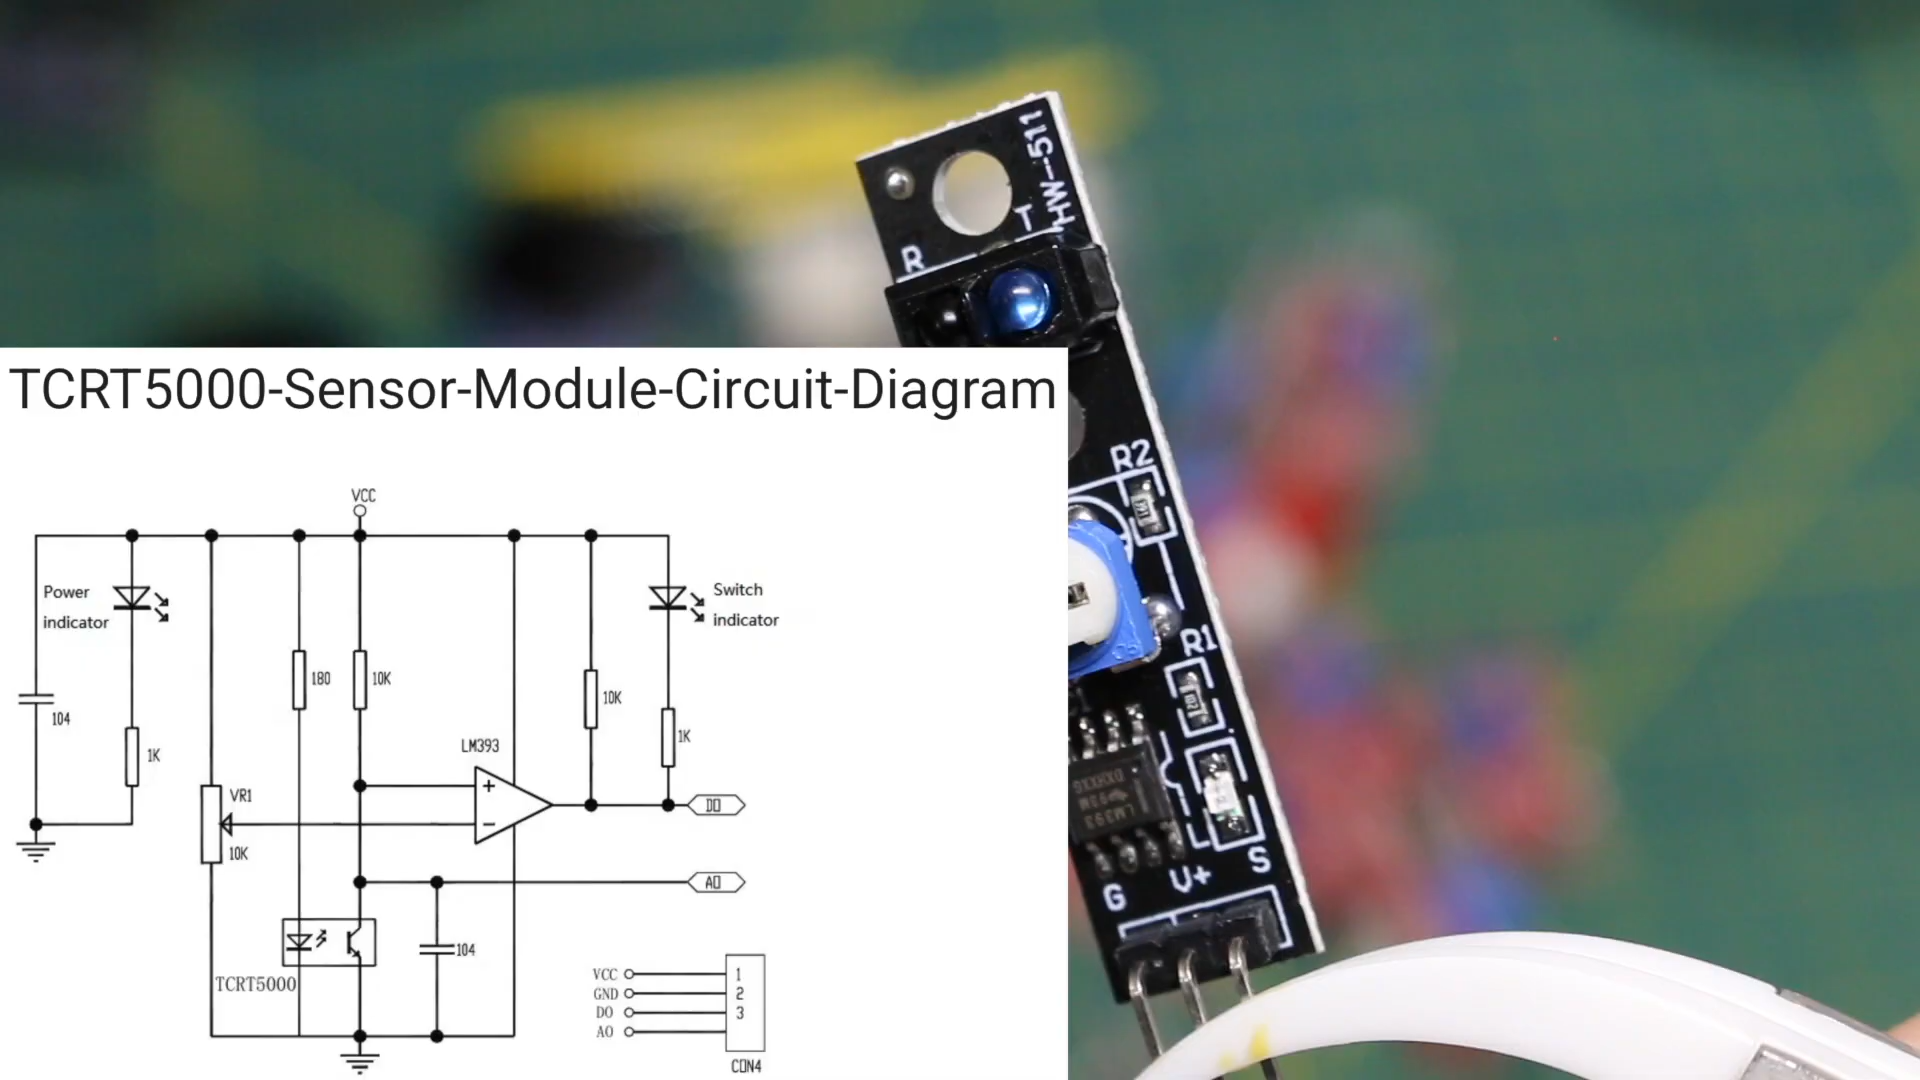 HW-511
T
R
TCRT5000-Sensor-Module-Circuit-Diagram
R2
VCC
Power
indicator
Switch
indicator
180
10K
10K
104
1K
1K
LM393
VR1
10K
DO
AO
104
TCRT5000
VCC
GND
DO
AO
1
2
3
CON4
R1
LM393
G
V+
S